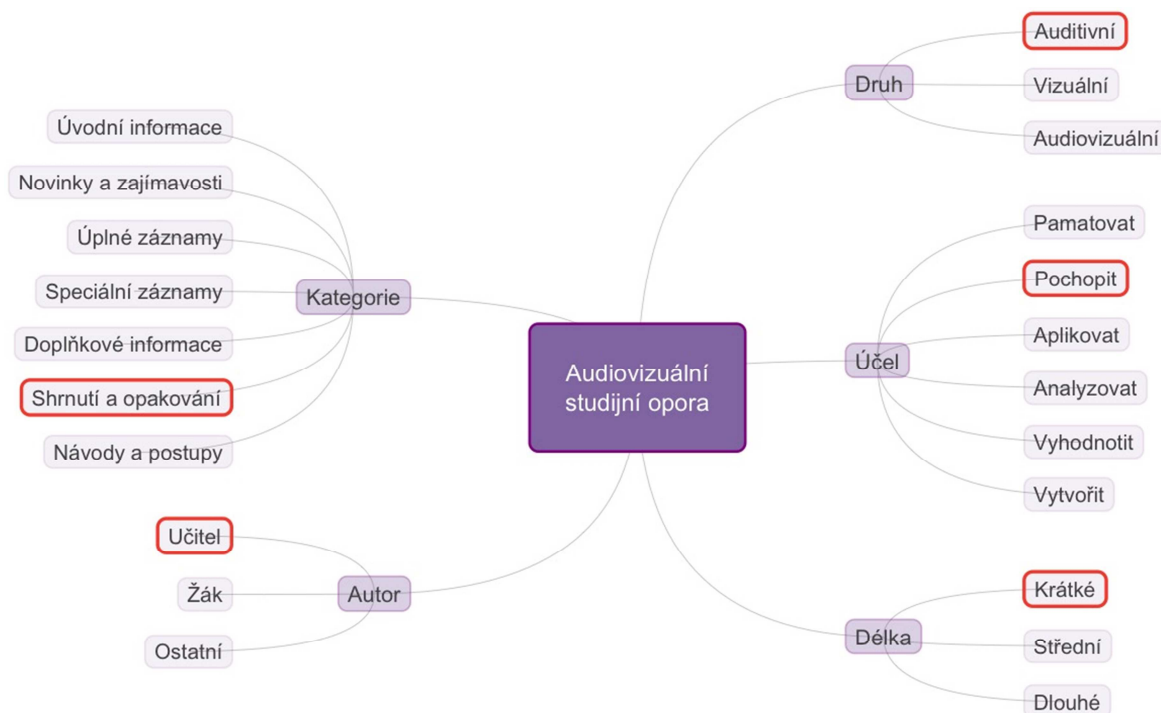 Audiovizuální
studijní opora
Druh
Auditivní
Vizuální
Audiovizuální
Účel
Pamatovat
Pochopit
Aplikovat
Analyzovat
Vyhodnotit
Vytvořit
Délka
Krátké
Střední
Dlouhé
Kategorie
Úvodní informace
Novinky a zajímavosti
Úplné záznamy
Speciální záznamy
Doplňkové informace
Shrnutí a opakování
Návody a postupy
Autor
Učitel
Žák
Ostatní